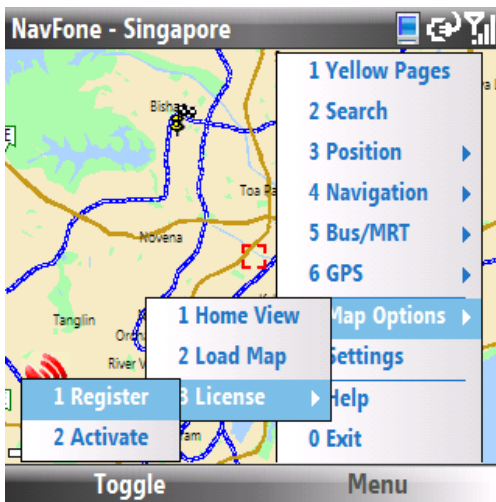 NavFone - Singapore
1 Yellow Pages
2 Search
3 Position
4 Navigation
5 Bus/MRT
6 GPS
Map Options
Settings
Help
0 Exit
1 Home View
2 Load Map
3 License
1 Register
2 Activate
Bisha
Toa Pa
Novena
Tanglin
Orch
River V
am
E
Toggle
Menu